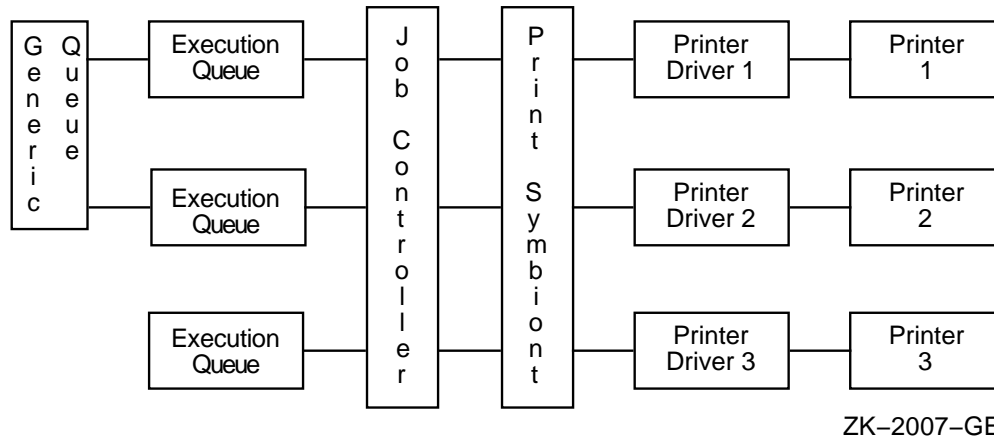 Generic
Queue
Execution
Queue
Job Controller
Print Symbiont
Printer
Driver 1
Printer
1
Execution
Queue
Printer
Driver 2
Printer
2
Execution
Queue
Printer
Driver 3
Printer
3
ZK−2007−GE